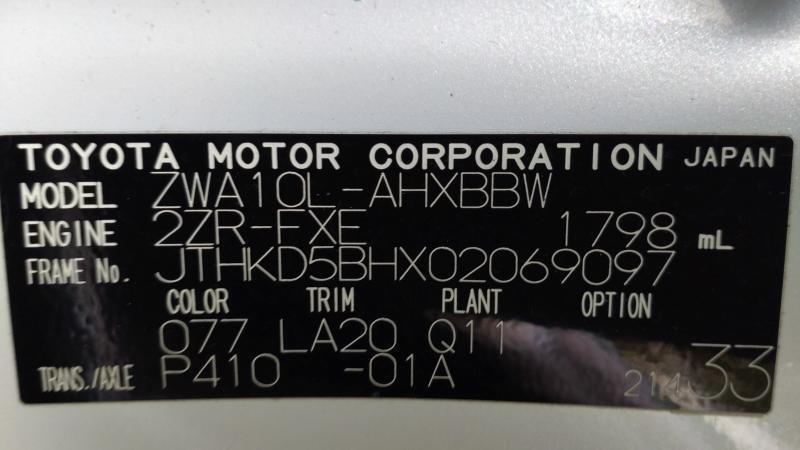 TOYOTA MOTOR CORPORATION JAPAN
MODEL ZWA10L-AHXBBW
ENGINE 2ZR-FXE 1798 mL
FRAME No. JTHKD5BHX02069097
COLOR TRIM PLANT OPTION
077 LA20 Q11
TRANS./AXLE P410 -01A 33